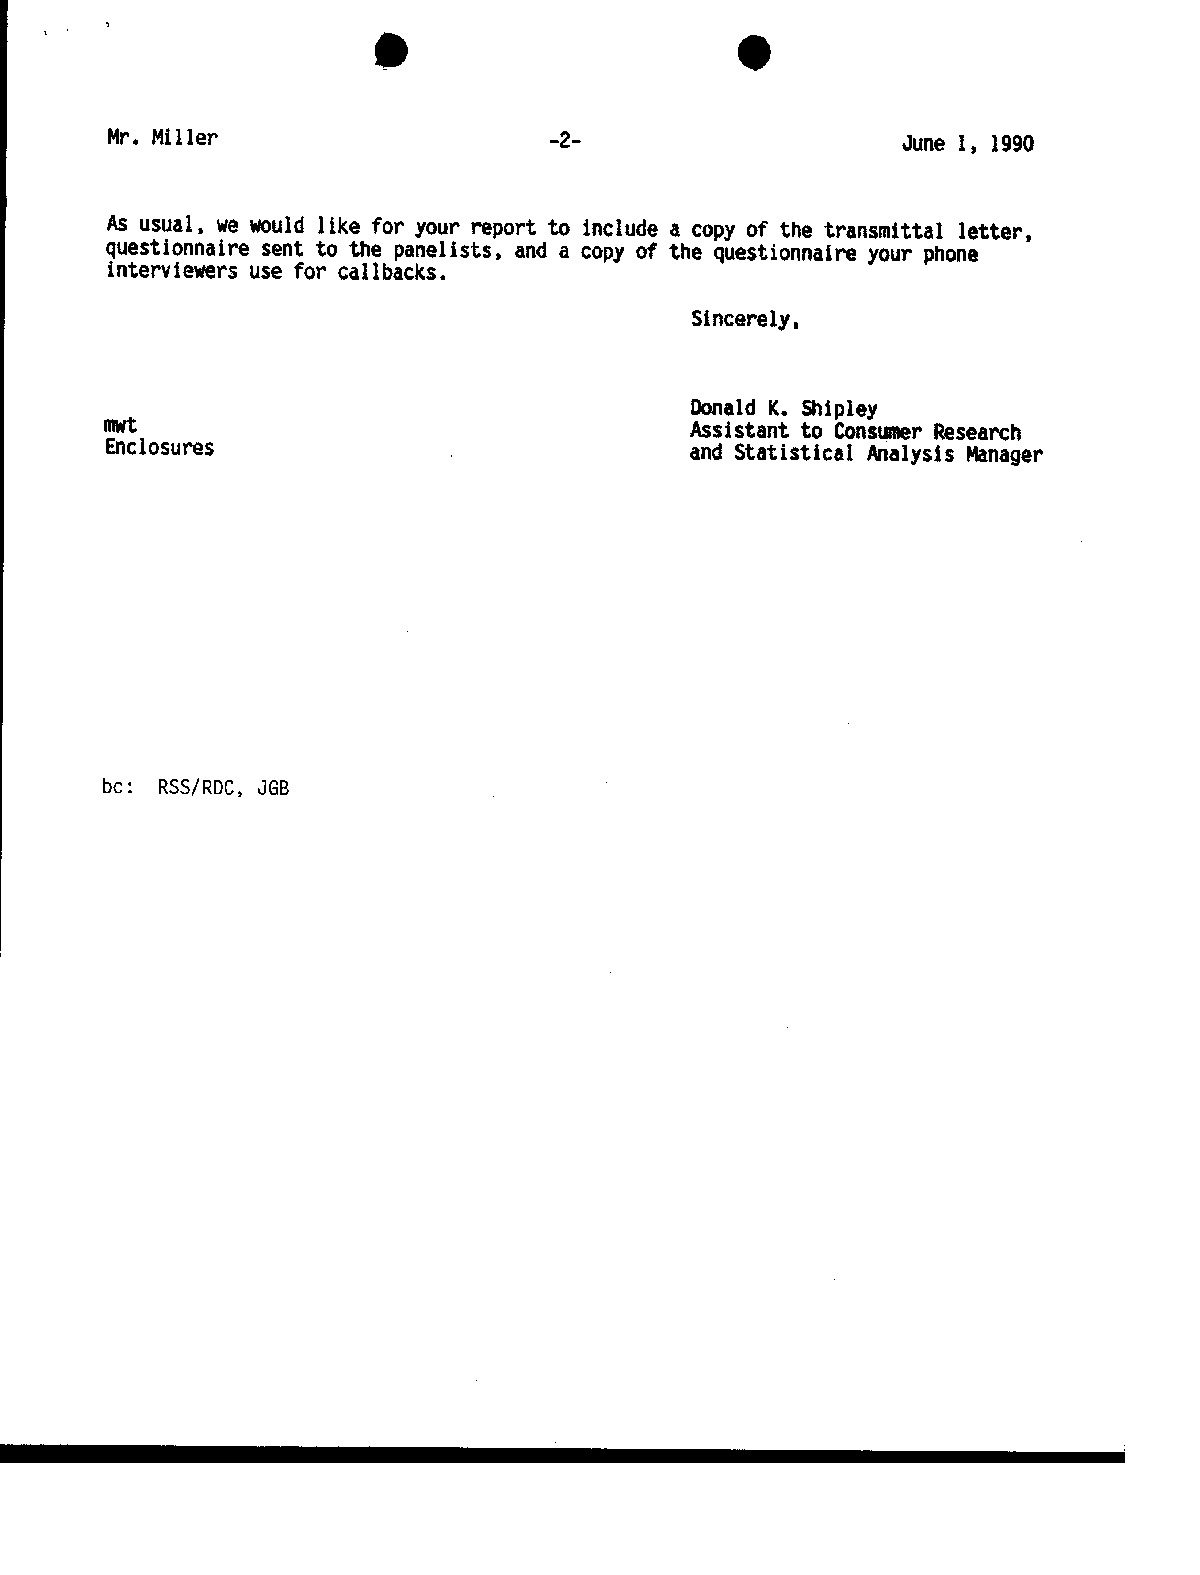 Mr. Miller -2- June 1, 1990
As usual, we would like for your report to include a copy of the transmittal letter,
questionnaire sent to the panelists, and a copy of the questionnaire your phone
interviewers use for callbacks.
Sincerely,
Donald K. Shipley
Assistant to Consumer Research
and Statistical Analysis Manager
mwt
Enclosures
bc: RSS/RDC, JGB